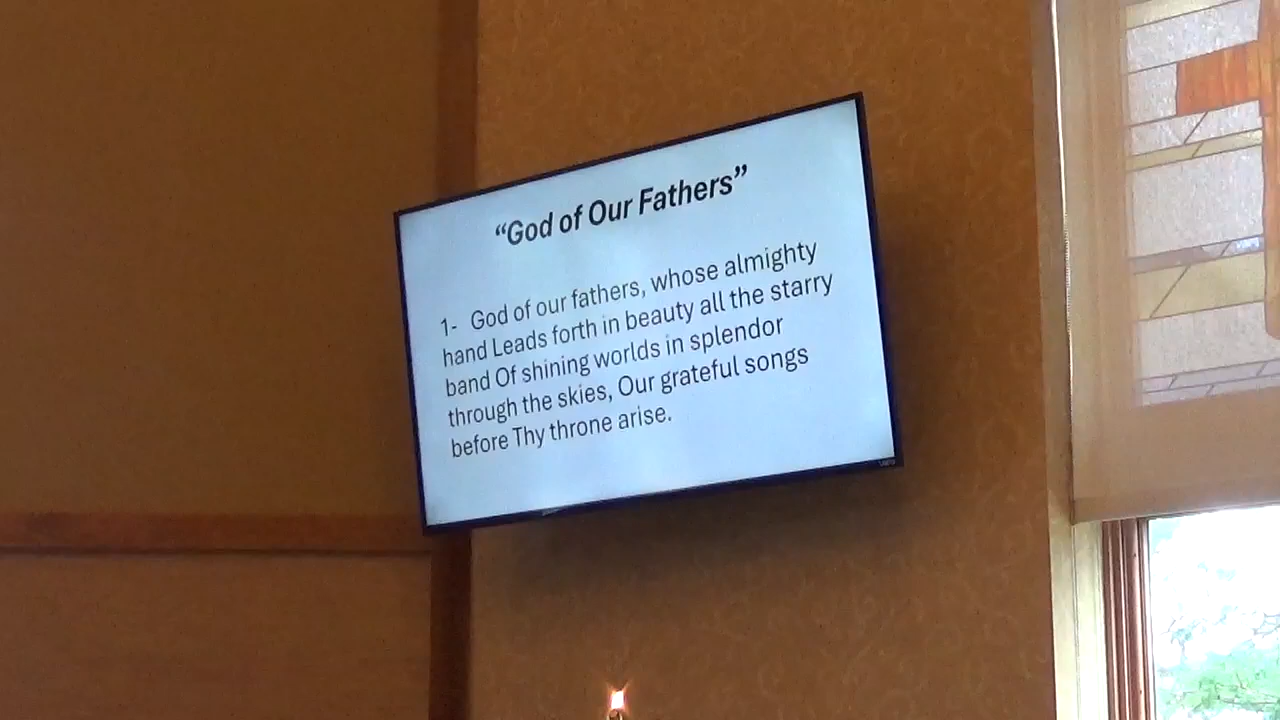 “God of Our Fathers”
1- God of our fathers, whose almighty
hand Leads forth in beauty all the starry
band Of shining worlds in splendor
through the skies, Our grateful songs
before Thy throne arise.